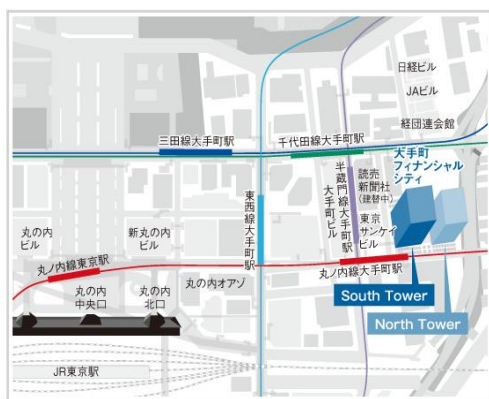 日経ビル
JAビル
経団連会館
三田線大手町駅
千代田線大手町駅
大手町
フィナンシャル
シティ
読売
新聞社
(建替中)
半蔵門線大手町駅
大手町ビル
東京
サンケイ
ビル
東西線大手町駅
丸の内
ビル
新丸の内
ビル
丸ノ内線東京駅
丸の内オアゾ
丸ノ内線大手町駅
South Tower
North Tower
丸の内
中央口
丸の内
北口
JR東京駅